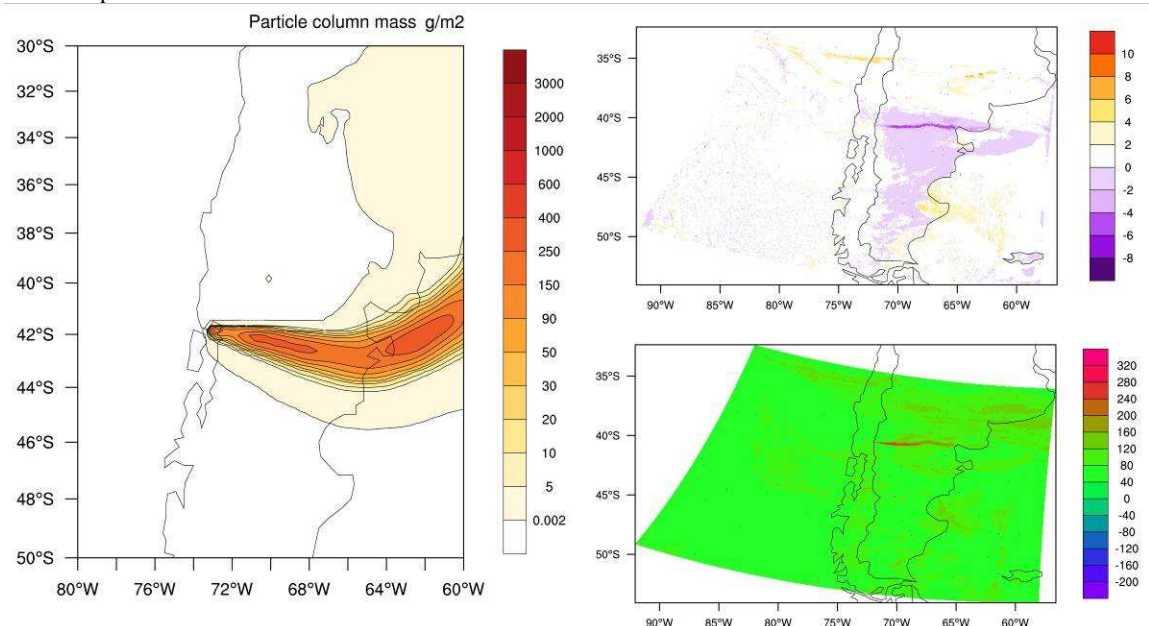 Particle column mass g/m2
30°S
32°S
34°S
36°S
38°S
40°S
42°S
44°S
46°S
48°S
50°S
80°W 76°W 72°W 68°W 64°W 60°W
3000
2000
1000
600
400
250
150
90
50
30
20
10
5
0.002
35°S
40°S
45°S
50°S
90°W 85°W 80°W 75°W 70°W 65°W 60°W
10
8
6
4
2
0
-2
-4
-6
-8
35°S
40°S
45°S
50°S
90°W 85°W 80°W 75°W 70°W 65°W 60°W
320
280
240
200
160
120
80
40
0
-40
-80
-120
-160
-200